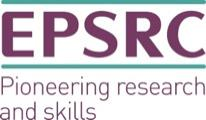 EPSRC
Pioneering research
and skills